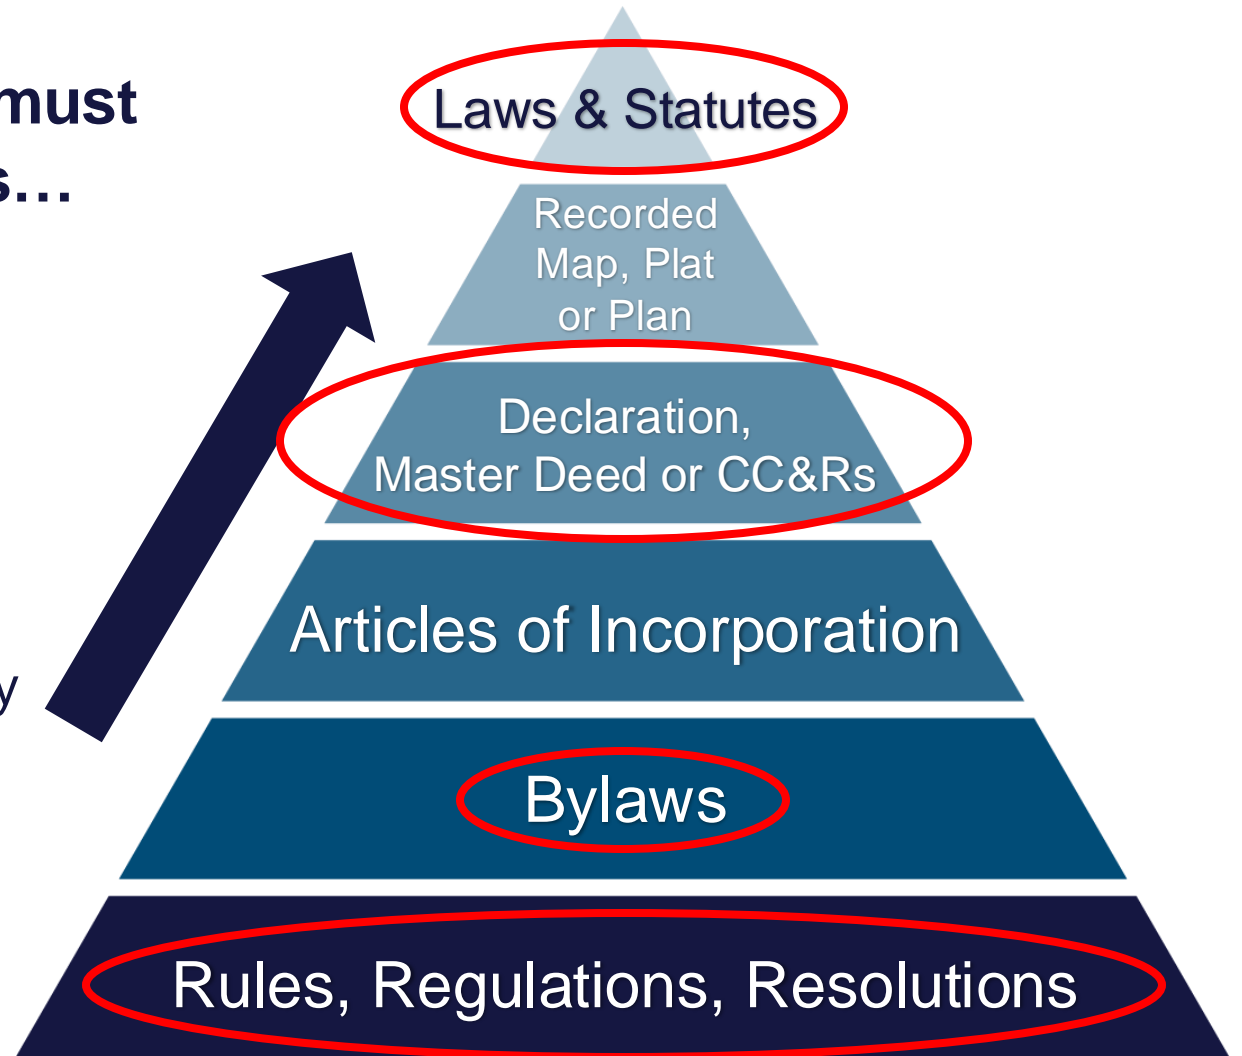 must
s…
Laws & Statutes
Recorded
Map, Plat
or Plan
Declaration,
Master Deed or CC&Rs
Articles of Incorporation
y
Bylaws
Rules, Regulations, Resolutions